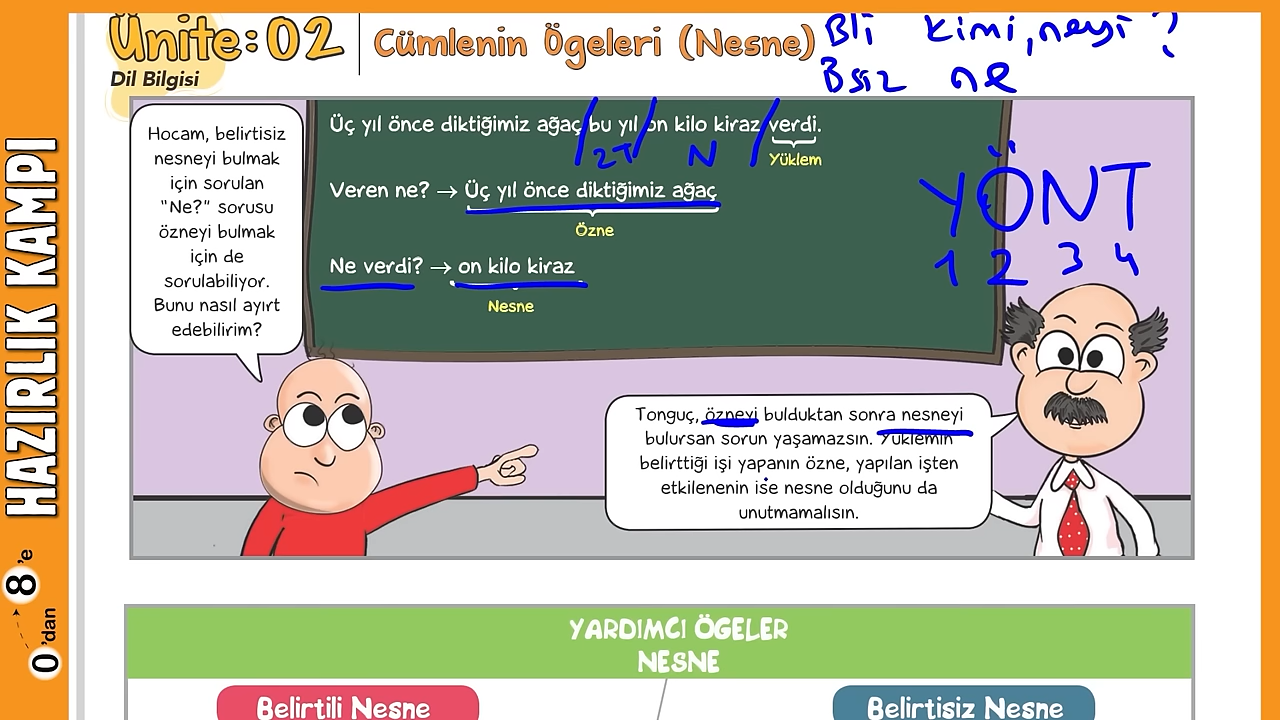 Ünite: 02
Dil Bilgisi
Cümlenin Ögeleri (Nesne)
Bli kimi, neyi ?
Bsiz ne
HAZIRLIK KAMPI
0'dan 8'e
Hocam, belirtisiz
nesneyi bulmak
için sorulan
"Ne?" sorusu
özneyi bulmak
için de
sorulabiliyor.
Bunu nasıl ayırt
edebilirim?
Üç yıl önce diktiğimiz ağaç/bu yıl/on kilo kiraz/verdi.
ZT N Yüklem
Veren ne? → Üç yıl önce diktiğimiz ağaç
Özne
Ne verdi? → on kilo kiraz
Nesne
YÖNT
1 2 3 4
Tonguç, özneyi bulduktan sonra nesneyi
bulursan sorun yaşamazsın. Yüklemin
belirttiği işi yapanın özne, yapılan işten
etkilenenin ise nesne olduğunu da
unutmamalısın.
YARDIMCI ÖGELER
NESNE
Belirtili Nesne
Belirtisiz Nesne